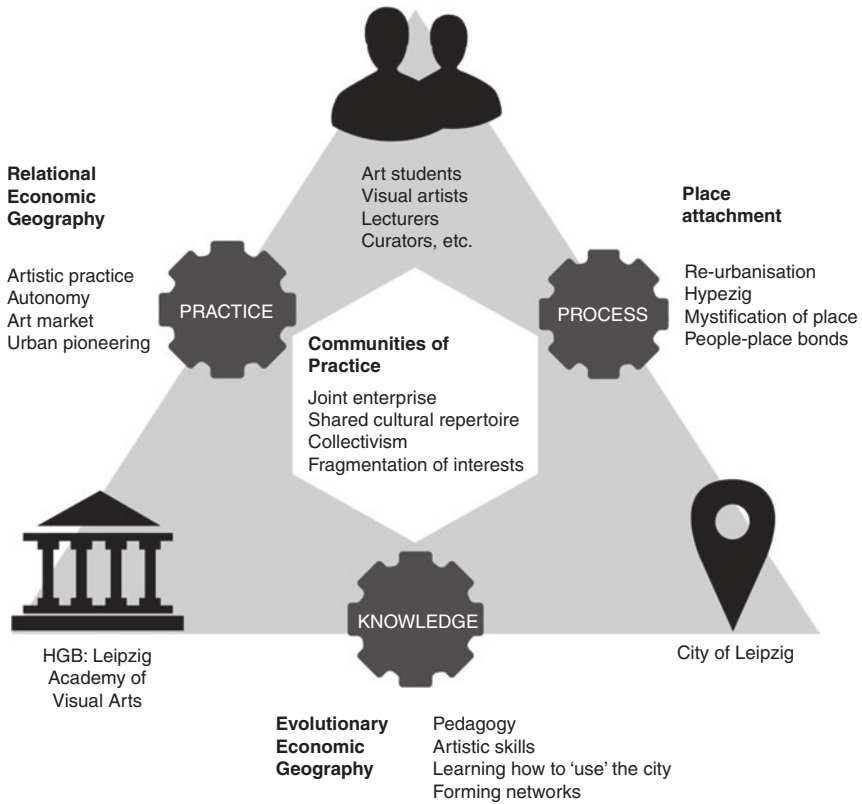 Art students
Visual artists
Lecturers
Curators, etc.
Relational
Economic
Geography
Artistic practice
Autonomy
Art market
Urban pioneering
PRACTICE
Place
attachment
Re-urbanisation
Hypezig
Mystification of place
People-place bonds
PROCESS
Communities of
Practice
Joint enterprise
Shared cultural repertoire
Collectivism
Fragmentation of interests
HGB: Leipzig
Academy of
Visual Arts
KNOWLEDGE
City of Leipzig
Evolutionary
Economic
Geography
Pedagogy
Artistic skills
Learning how to ‘use’ the city
Forming networks